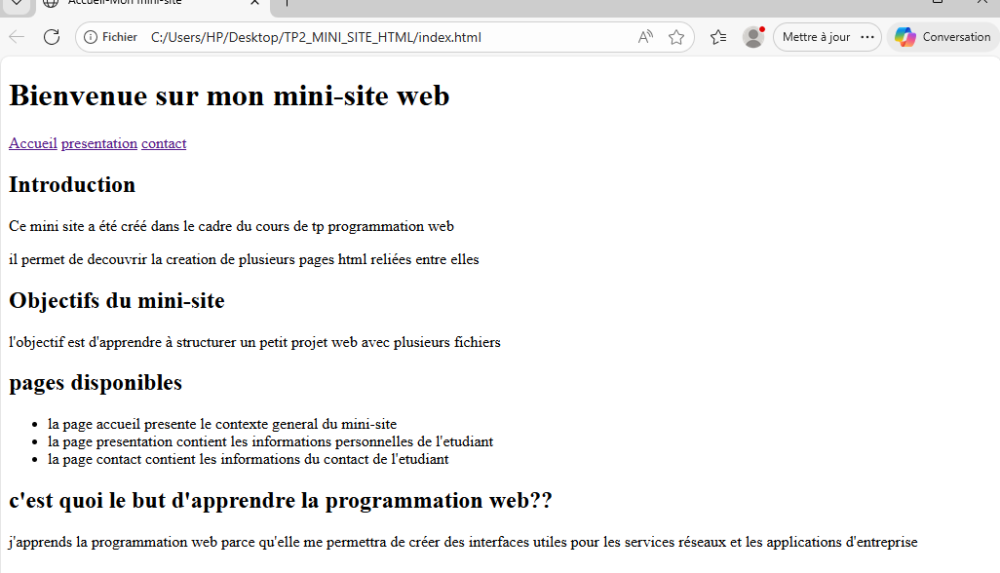 Accueil-Mon mini-site
Fichier C:/Users/HP/Desktop/TP2_MINI_SITE_HTML/index.html Mettre à jour Conversation
Bienvenue sur mon mini-site web
Accueil presentation contact
Introduction
Ce mini site a été créé dans le cadre du cours de tp programmation web
il permet de decouvrir la creation de plusieurs pages html reliées entre elles
Objectifs du mini-site
l'objectif est d'apprendre à structurer un petit projet web avec plusieurs fichiers
pages disponibles
la page accueil presente le contexte general du mini-site
la page presentation contient les informations personnelles de l'etudiant
la page contact contient les informations du contact de l'etudiant
c'est quoi le but d'apprendre la programmation web??
j'apprends la programmation web parce qu'elle me permettra de créer des interfaces utiles pour les services réseaux et les applications d'entreprise